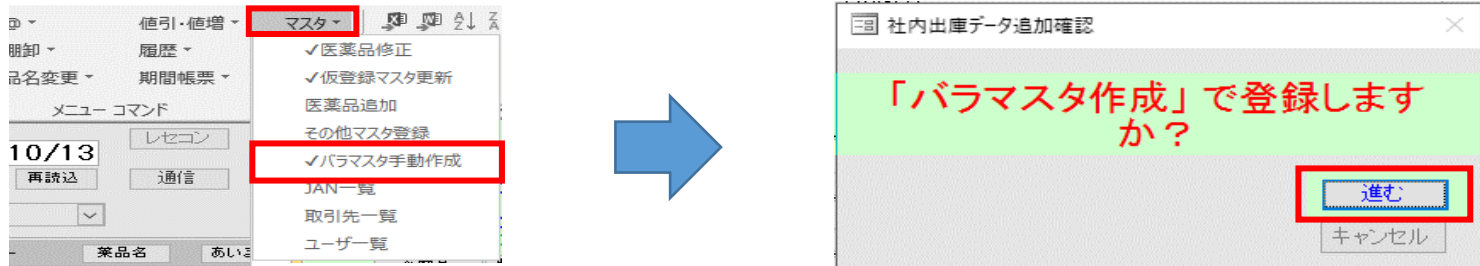 値引・値増 マスタ
✓医薬品修正
棚卸 履歴
✓仮登録マスタ更新
品名変更 期間帳票
医薬品追加
メニュー コマンド
その他マスタ登録
レセコン
10/13
✓バラマスタ手動作成
再読込 通信
JAN一覧
取引先一覧
ユーザ一覧
薬品名 あいま
社内出庫データ追加確認
「バラマスタ作成」で登録します
か？
進む
キャンセル